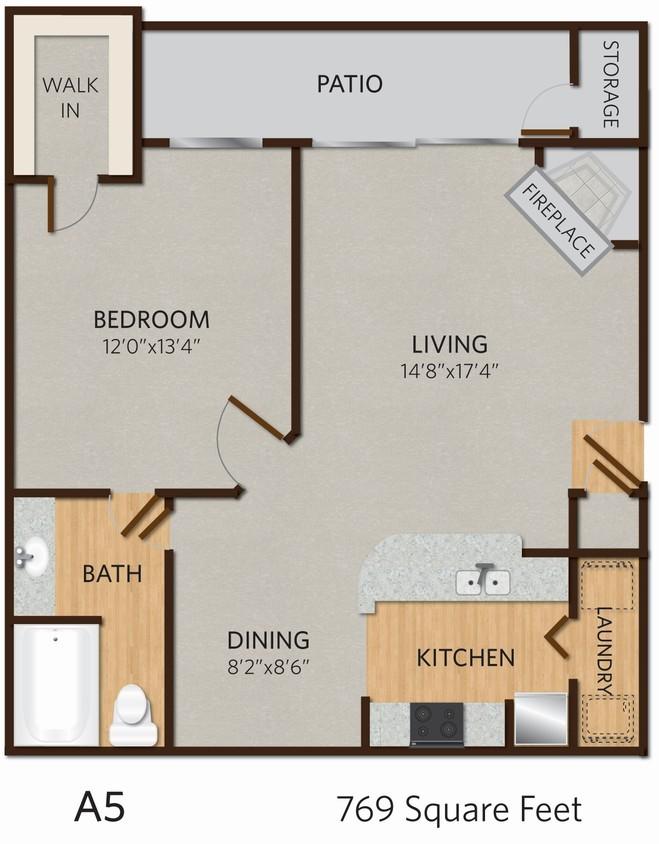 WALK
IN
PATIO
STORAGE
FIREPLACE
BEDROOM
12'0"x13'4"
LIVING
14'8"x17'4"
BATH
DINING
8'2"x8'6"
KITCHEN
LAUNDRY
A5
769 Square Feet